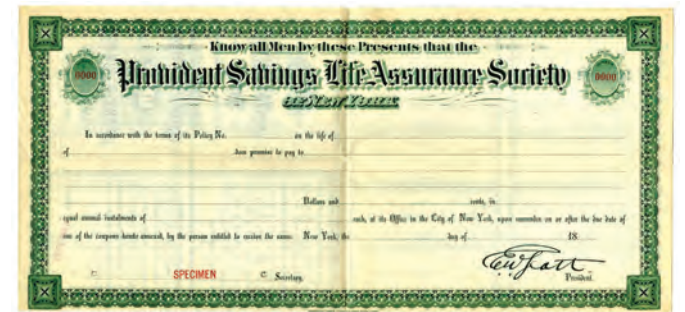 Know all Men by these Presents that the
0000 Provident Savings Life Assurance Society 0000
OF NEW YORK
In accordance with the terms of its Policy No. on the life of
of does promise to pay to
Dollars and cents, in
equal annual instalments of each, at its Office in the City of New York, upon surrender on or after the due date of
one of the coupons hereto annexed, by the person entitled to receive the same. New York, the day of 18
SPECIMEN Secretary. President.